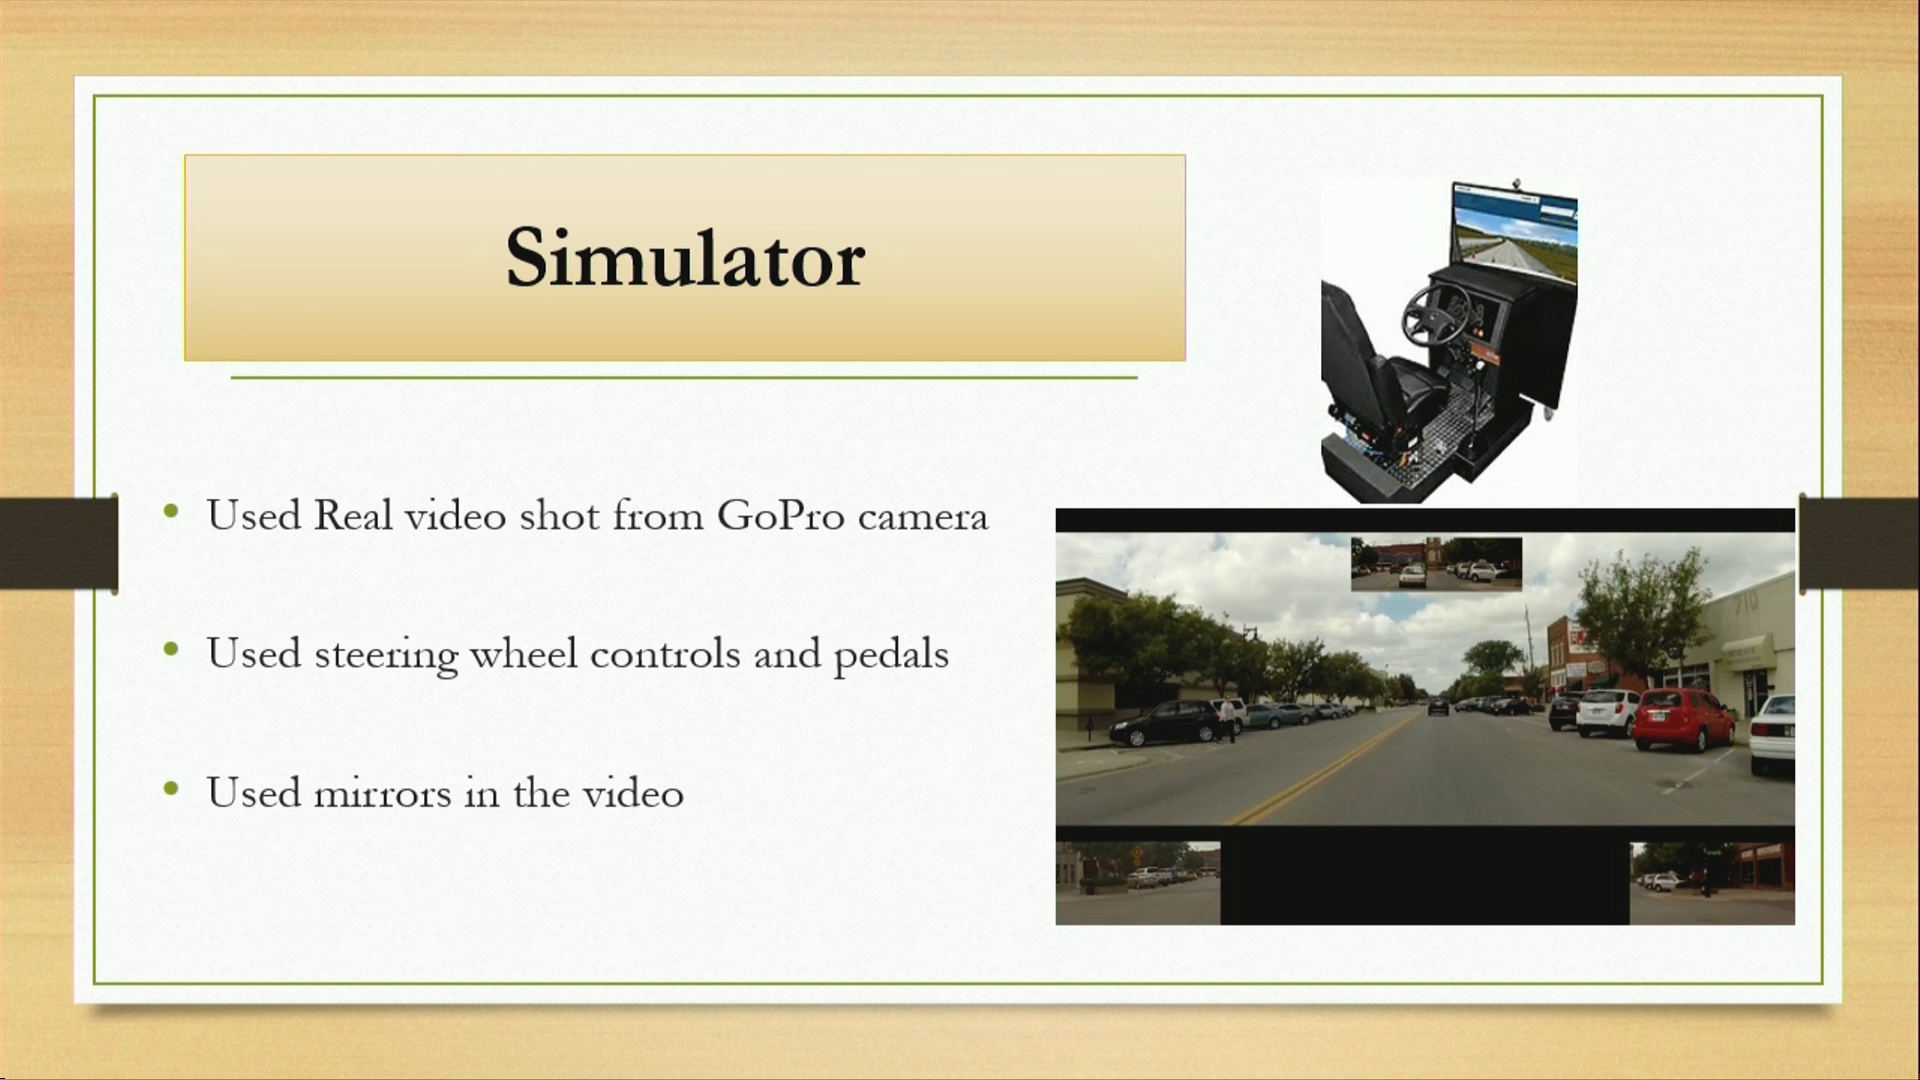 Simulator
Used Real video shot from GoPro camera
Used steering wheel controls and pedals
Used mirrors in the video